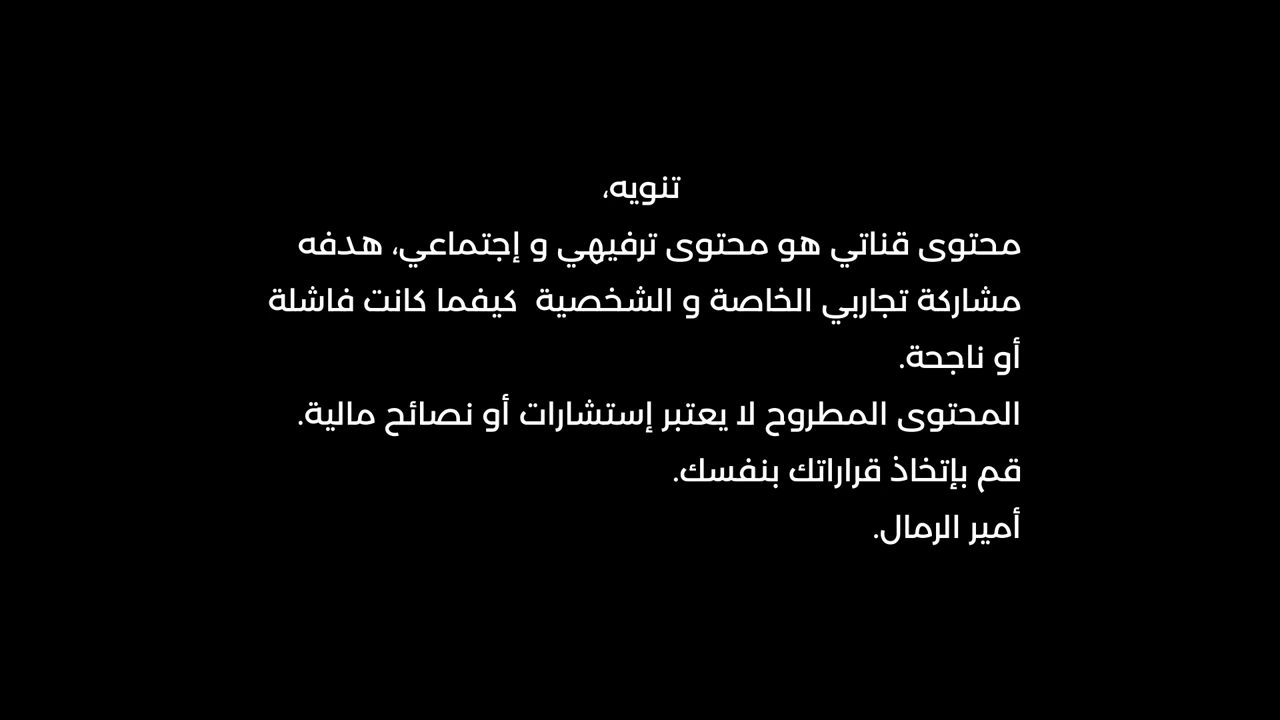 تنويه،
محتوى قناتي هو محتوى ترفيهي و إجتماعي، هدفه
مشاركة تجاربي الخاصة و الشخصية  كيفما كانت فاشلة
أو ناجحة.
المحتوى المطروح لا يعتبر إستشارات أو نصائح مالية.
قم بإتخاذ قراراتك بنفسك.
أمير الرمال.